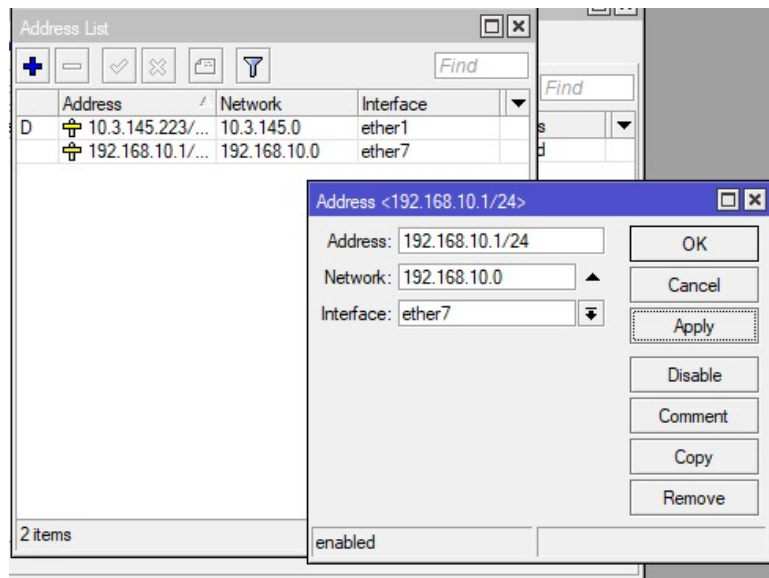 Address List
Find
Find
Address Network Interface
s
D 10.3.145.223/... 10.3.145.0 ether1
d
192.168.10.1/... 192.168.10.0 ether7
Address <192.168.10.1/24>
Address: 192.168.10.1/24 OK
Network: 192.168.10.0 Cancel
Interface: ether7 Apply
Disable
Comment
Copy
Remove
2 items
enabled